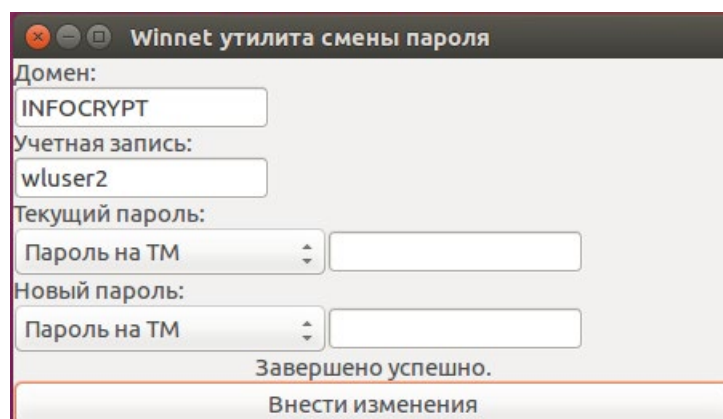 Winnet утилита смены пароля
Домен:
INFOCRYPT
Учетная запись:
wluser2
Текущий пароль:
Пароль на ТМ
Новый пароль:
Пароль на ТМ
Завершено успешно.
Внести изменения